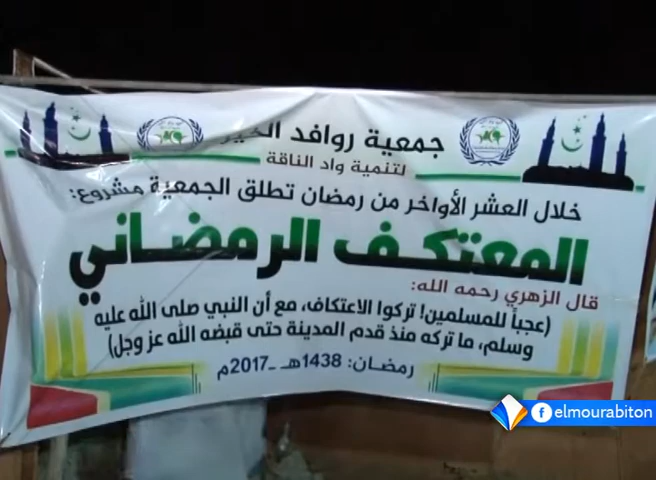 جمعية روافد الخير
لتنمية واد الناقة
خلال العشر الأواخر من رمضان تطلق الجمعية مشروع:
المعتكف الرمضاني
قال الزهري رحمه الله:
(عجباً للمسلمين! تركوا الاعتكاف، مع أن النبي صلى الله عليه
وسلم، ما تركه منذ قدم المدينة حتى قبضه الله عز وجل)
رمضان: 1438هـ -2017م
elmourabiton